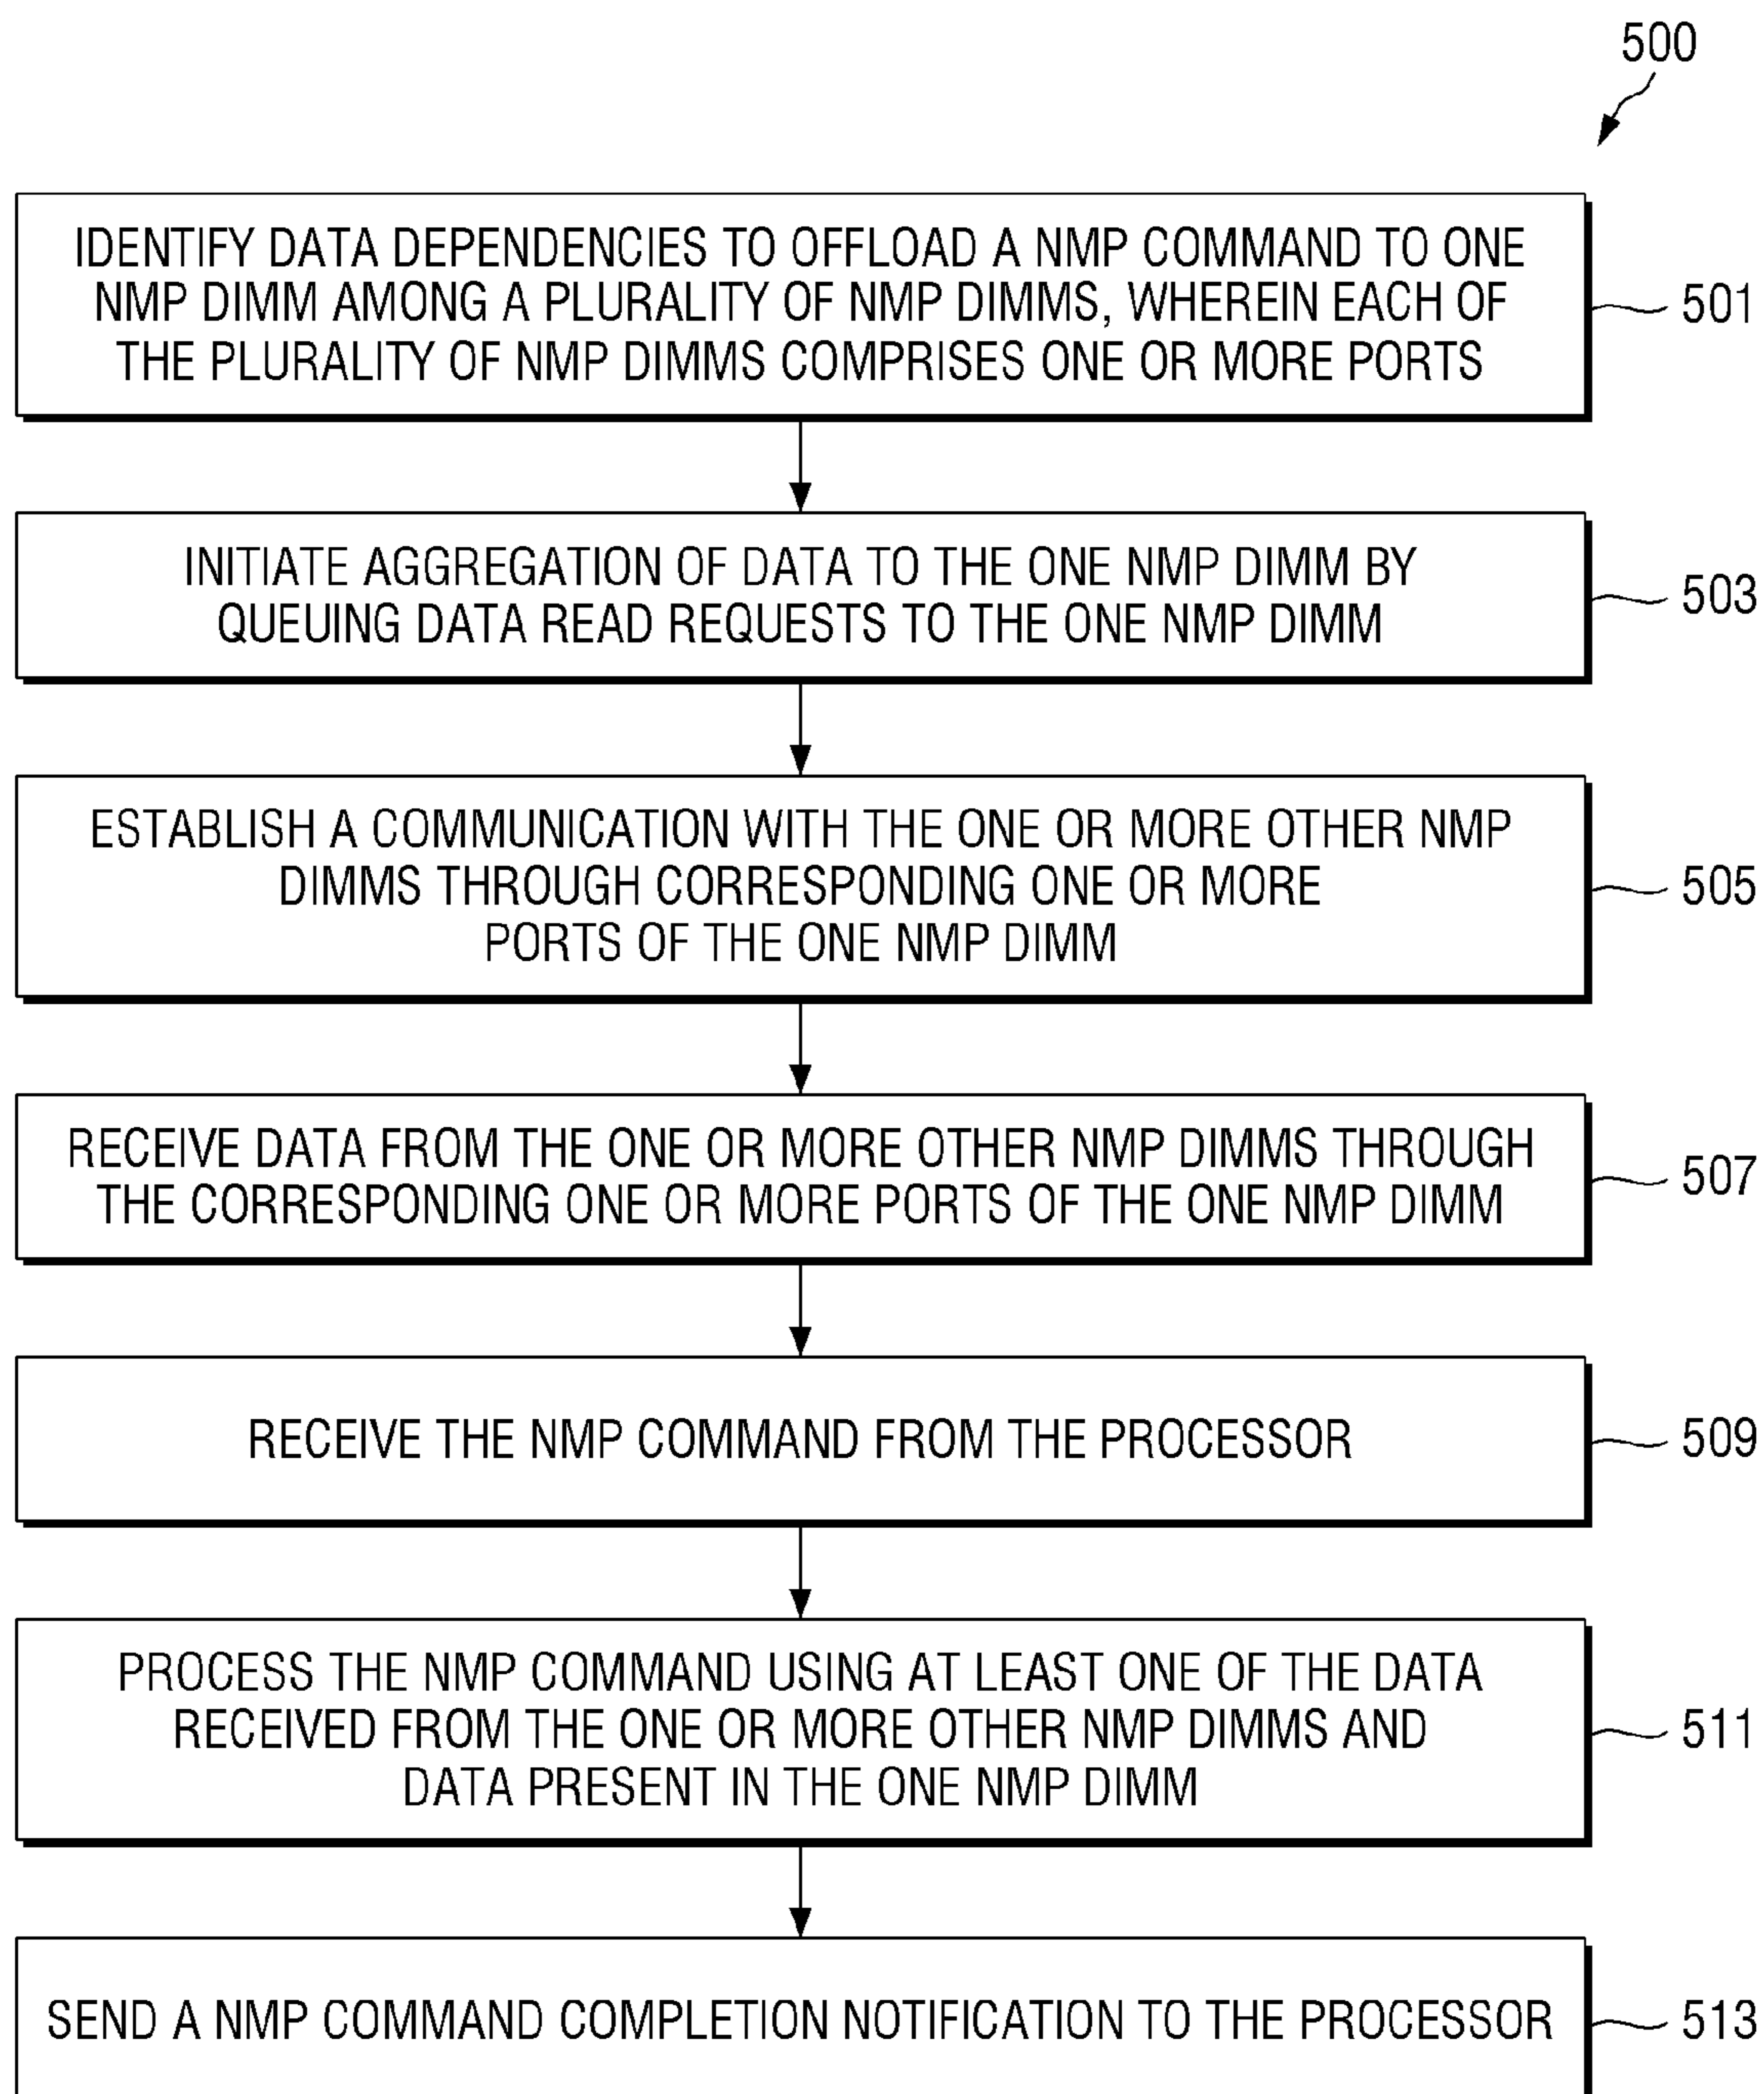 500
IDENTIFY DATA DEPENDENCIES TO OFFLOAD A NMP COMMAND TO ONE
NMP DIMM AMONG A PLURALITY OF NMP DIMMS, WHEREIN EACH OF
THE PLURALITY OF NMP DIMMS COMPRISES ONE OR MORE PORTS
501
INITIATE AGGREGATION OF DATA TO THE ONE NMP DIMM BY
QUEUING DATA READ REQUESTS TO THE ONE NMP DIMM
503
ESTABLISH A COMMUNICATION WITH THE ONE OR MORE OTHER NMP
DIMMS THROUGH CORRESPONDING ONE OR MORE
PORTS OF THE ONE NMP DIMM
505
RECEIVE DATA FROM THE ONE OR MORE OTHER NMP DIMMS THROUGH
THE CORRESPONDING ONE OR MORE PORTS OF THE ONE NMP DIMM
507
RECEIVE THE NMP COMMAND FROM THE PROCESSOR
509
PROCESS THE NMP COMMAND USING AT LEAST ONE OF THE DATA
RECEIVED FROM THE ONE OR MORE OTHER NMP DIMMS AND
DATA PRESENT IN THE ONE NMP DIMM
511
SEND A NMP COMMAND COMPLETION NOTIFICATION TO THE PROCESSOR
513